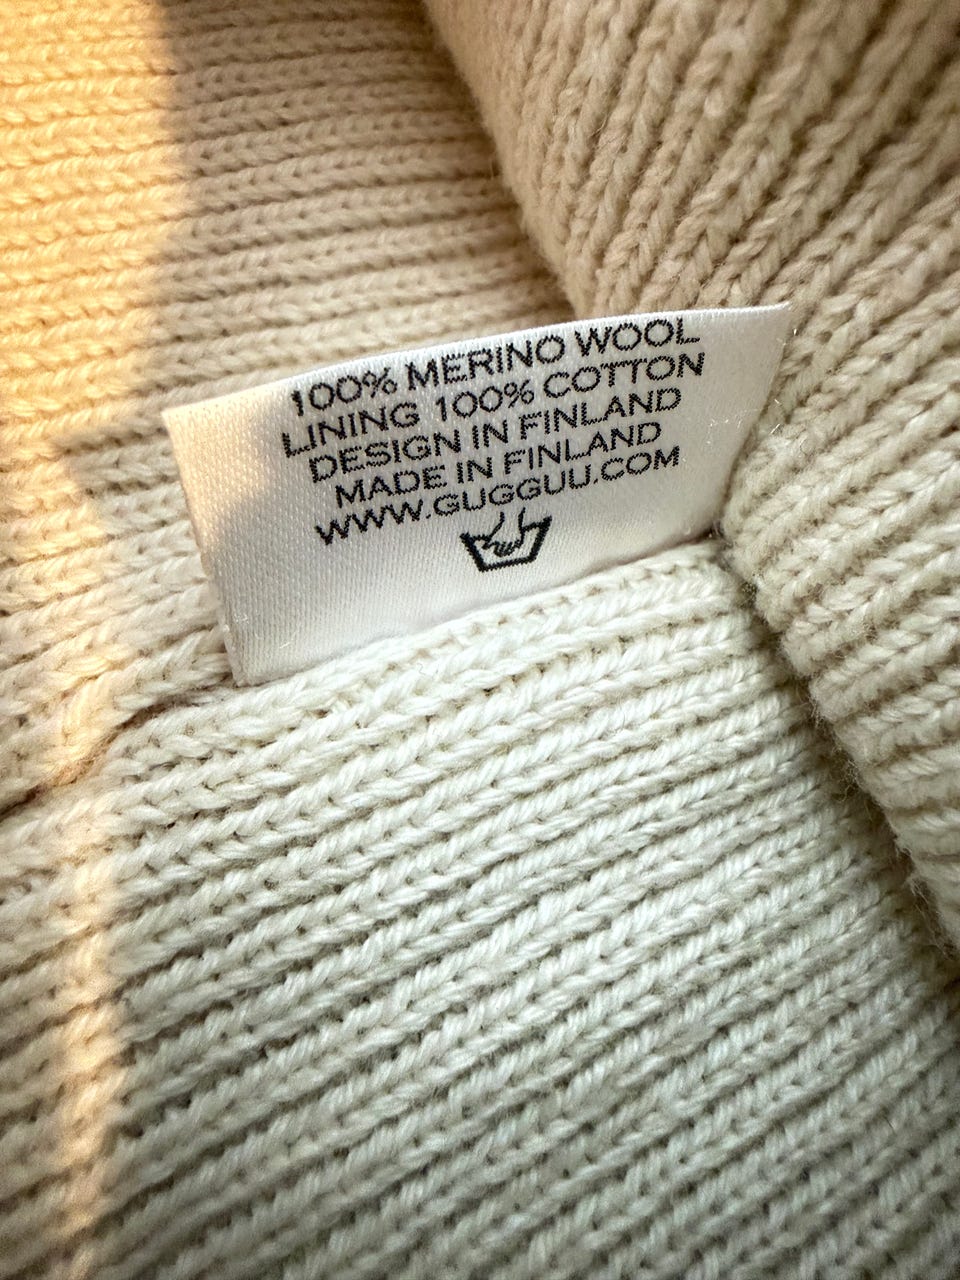 100% MERINO WOOL
LINING 100% COTTON
DESIGN IN FINLAND
MADE IN FINLAND
WWW.GUGGUU.COM